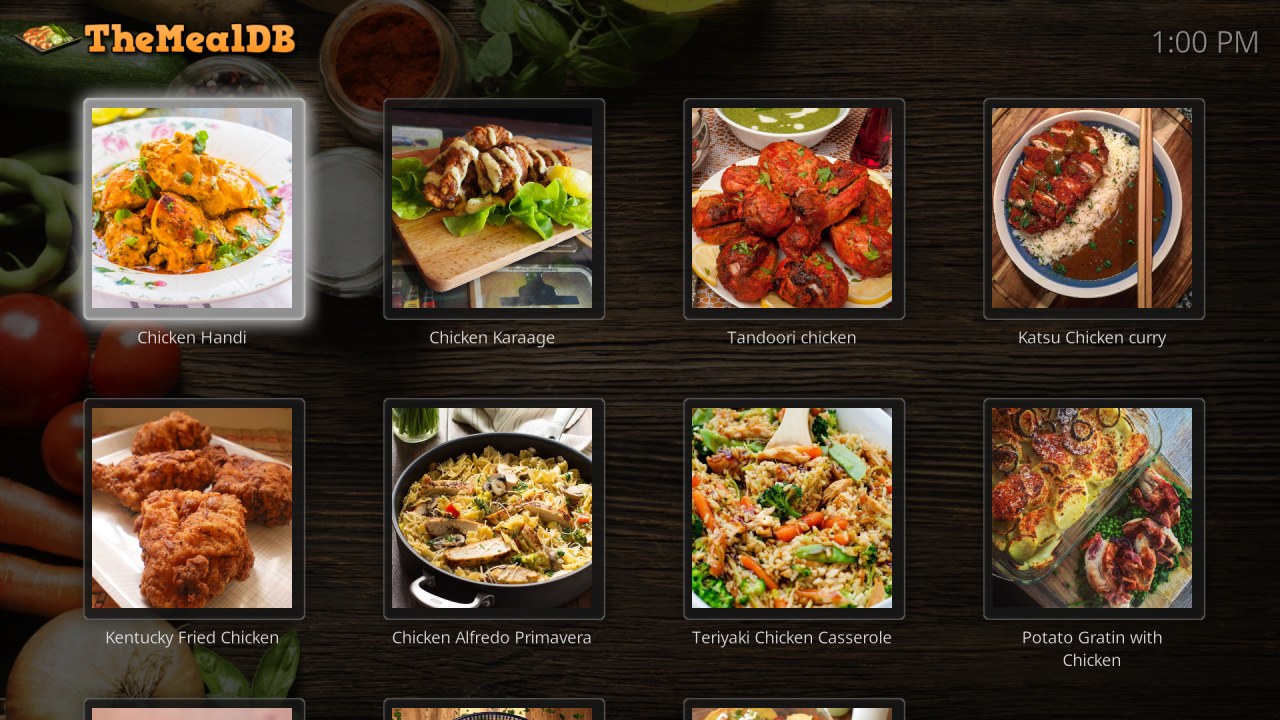 TheMealDB
1:00 PM
Chicken Handi
Chicken Karaage
Tandoori chicken
Katsu Chicken curry
Kentucky Fried Chicken
Chicken Alfredo Primavera
Teriyaki Chicken Casserole
Potato Gratin with
Chicken